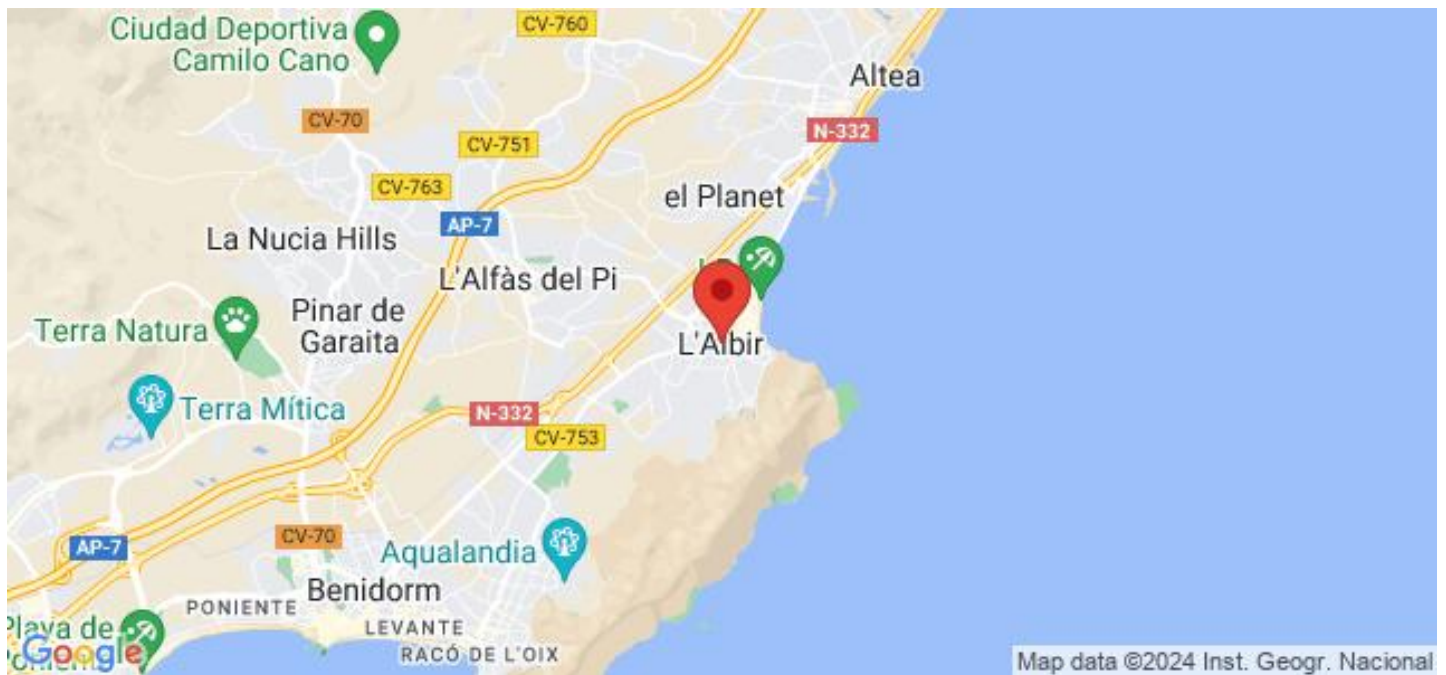 Ciudad Deportiva
Camilo Cano
CV-760
Altea
CV-70
N-332
CV-751
CV-763
el Planet
AP-7
La Nucia Hills
L'Alfàs del Pi
Pinar de
Garaita
Terra Natura
L'Albir
Terra Mítica
N-332
CV-753
CV-70
AP-7
Aqualandia
Benidorm
PONIENTE
LEVANTE
Playa de
Poniente
RACÓ DE L'OIX
Google
Map data ©2024 Inst. Geogr. Nacional